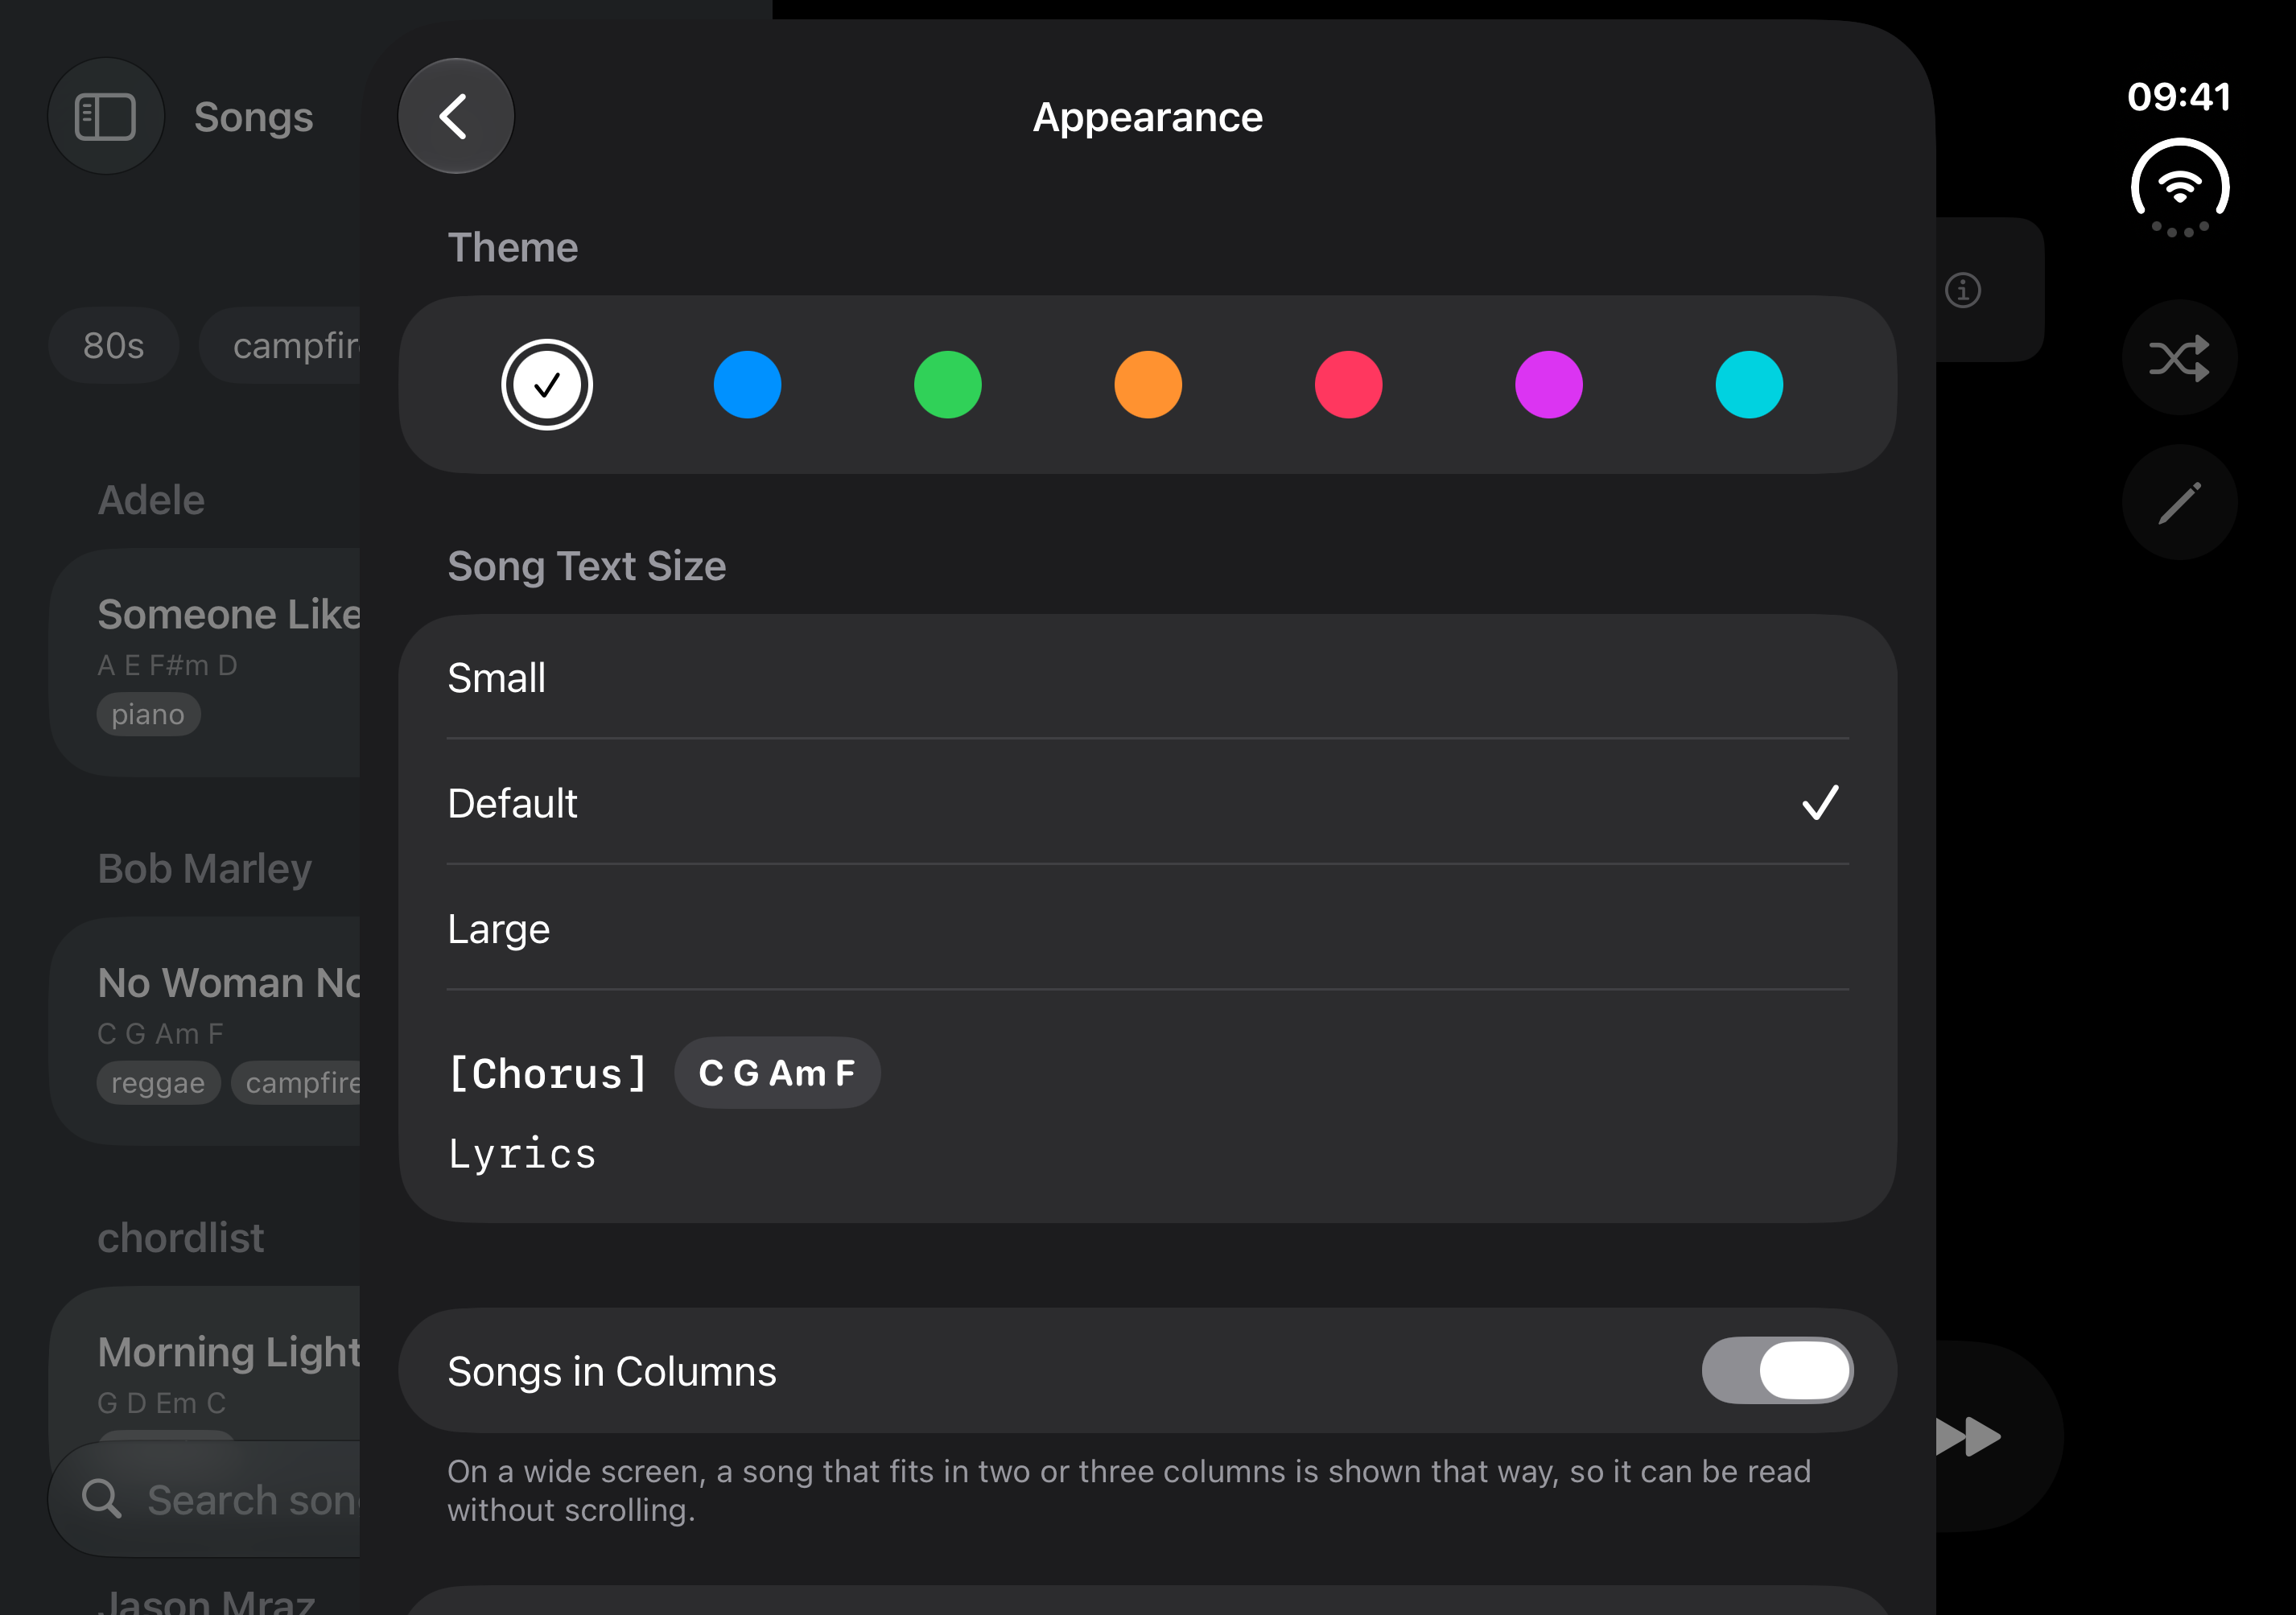 Songs
Appearance
09:41
Theme
80s
Adele
Song Text Size
Someone Like
A E F#m D
piano
Small
Default
Bob Marley
Large
No Woman
C G Am F
reggae campfire
[Chorus] C G Am F
Lyrics
chordlist
Morning Light
G D Em C
Songs in Columns
On a wide screen, a song that fits in two or three columns is shown that way, so it can be read
without scrolling.
Search
Jason Mraz